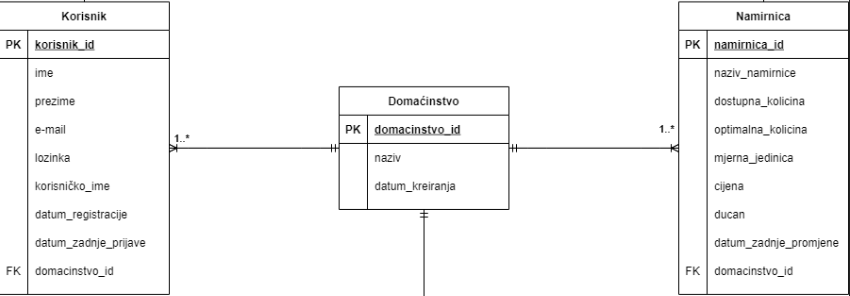 Korisnik
PK korisnik_id
ime
prezime
e-mail
lozinka
korisničko_ime
datum_registracije
datum_zadnje_prijave
FK domacinstvo_id
1..*
Domaćinstvo
PK domacinstvo_id
naziv
datum_kreiranja
1..*
Namirnica
PK namirnica_id
naziv_namirnice
dostupna_kolicina
optimalna_kolicina
mjerna_jedinica
cijena
ducan
datum_zadnje_promjene
FK domacinstvo_id